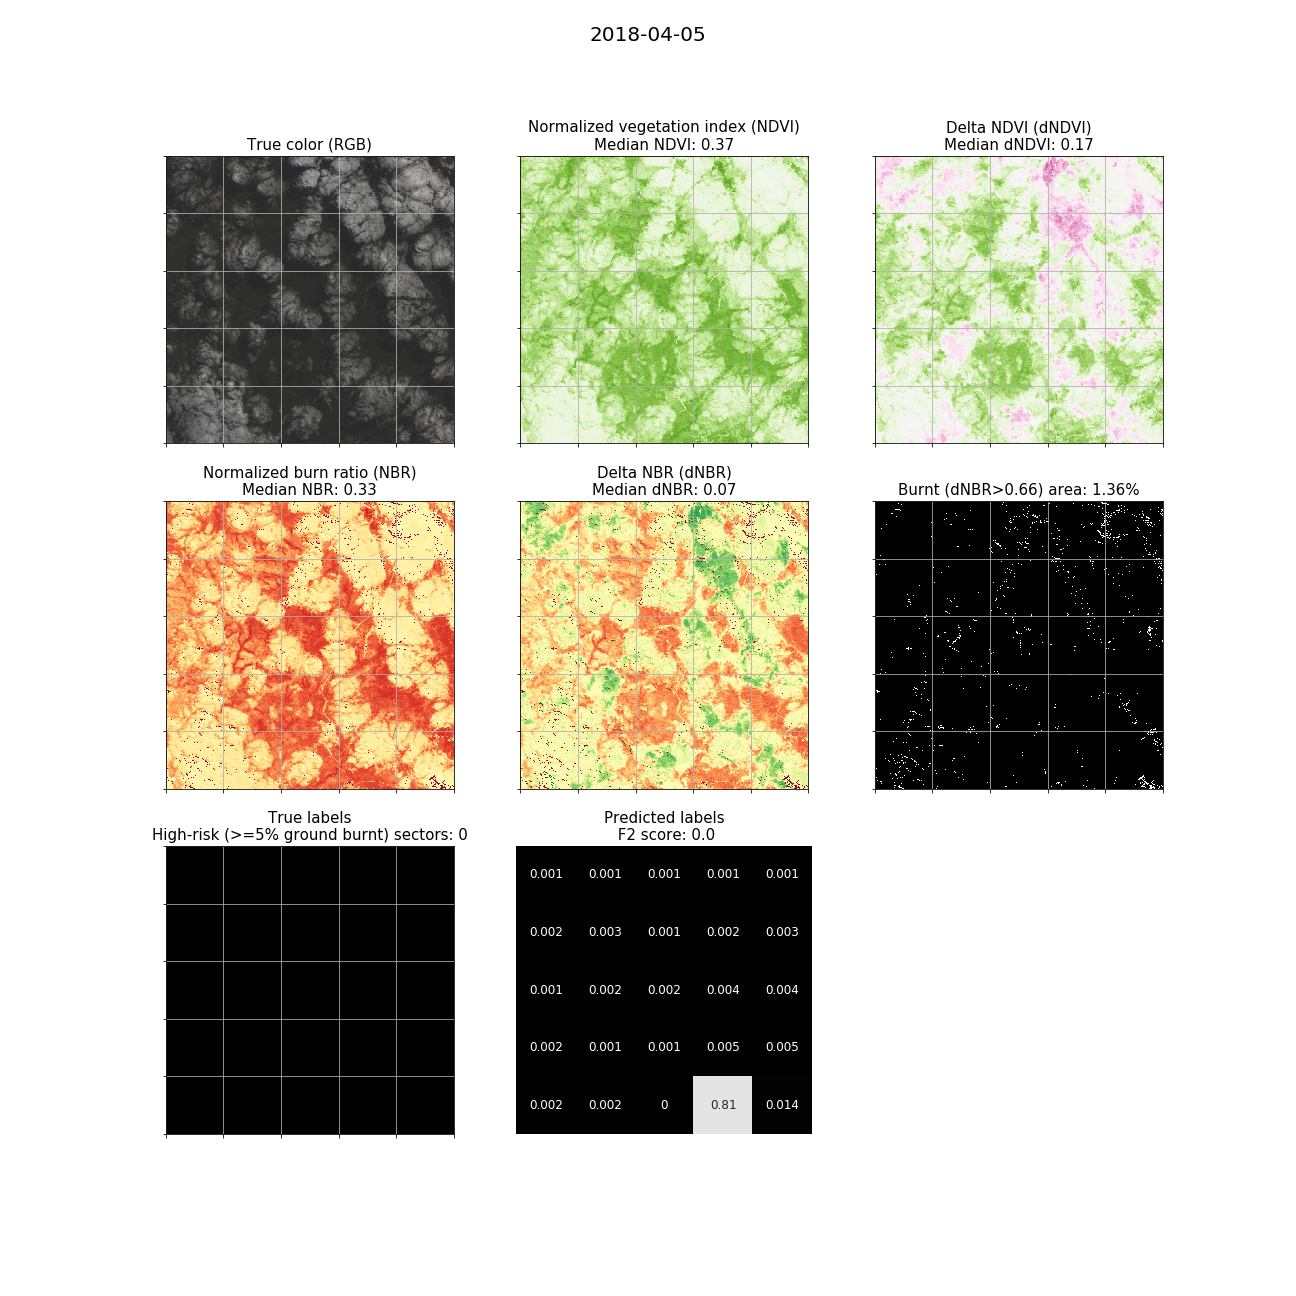 2018-04-05
True color (RGB)
Normalized vegetation index (NDVI)
Median NDVI: 0.37
Delta NDVI (dNDVI)
Median dNDVI: 0.17
Normalized burn ratio (NBR)
Median NBR: 0.33
Delta NBR (dNBR)
Median dNBR: 0.07
Burnt (dNBR>0.66) area: 1.36%
True labels
High-risk (>=5% ground burnt) sectors: 0
Predicted labels
F2 score: 0.0
0.001 0.001 0.001 0.001 0.001
0.002 0.003 0.001 0.002 0.003
0.001 0.002 0.002 0.004 0.004
0.002 0.001 0.001 0.005 0.005
0.002 0.002 0 0.81 0.014